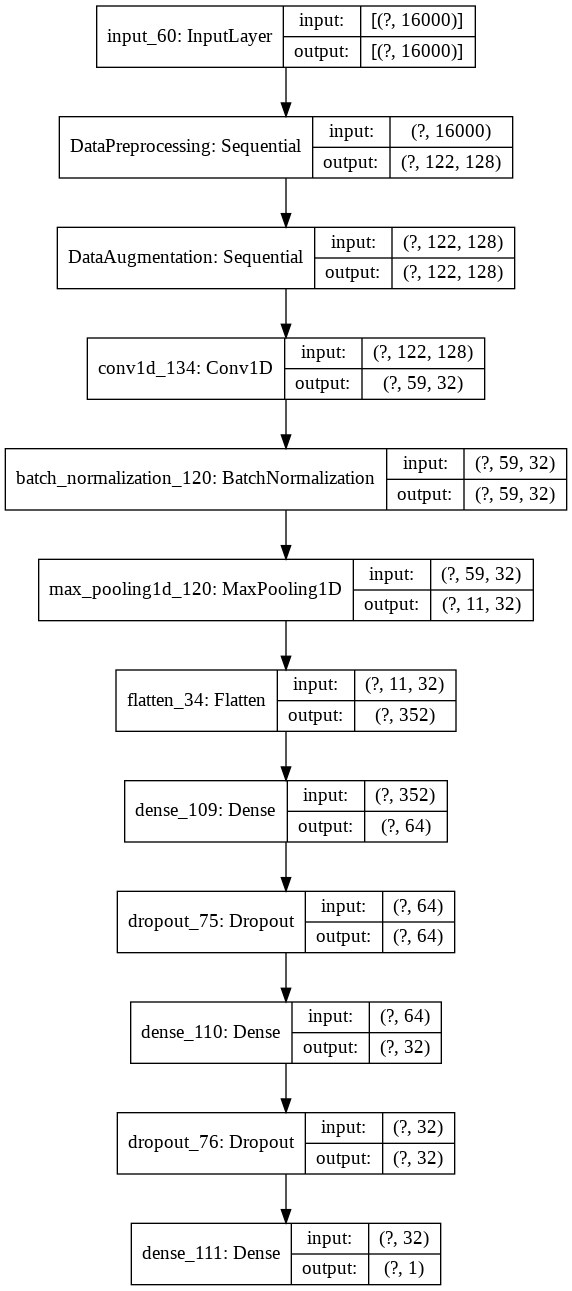 input_60: InputLayer
input: [(?, 16000)]
output: [(?, 16000)]
DataPreprocessing: Sequential
input: (?, 16000)
output: (?, 122, 128)
DataAugmentation: Sequential
input: (?, 122, 128)
output: (?, 122, 128)
conv1d_134: Conv1D
input: (?, 122, 128)
output: (?, 59, 32)
batch_normalization_120: BatchNormalization
input: (?, 59, 32)
output: (?, 59, 32)
max_pooling1d_120: MaxPooling1D
input: (?, 59, 32)
output: (?, 11, 32)
flatten_34: Flatten
input: (?, 11, 32)
output: (?, 352)
dense_109: Dense
input: (?, 352)
output: (?, 64)
dropout_75: Dropout
input: (?, 64)
output: (?, 64)
dense_110: Dense
input: (?, 64)
output: (?, 32)
dropout_76: Dropout
input: (?, 32)
output: (?, 32)
dense_111: Dense
input: (?, 32)
output: (?, 1)